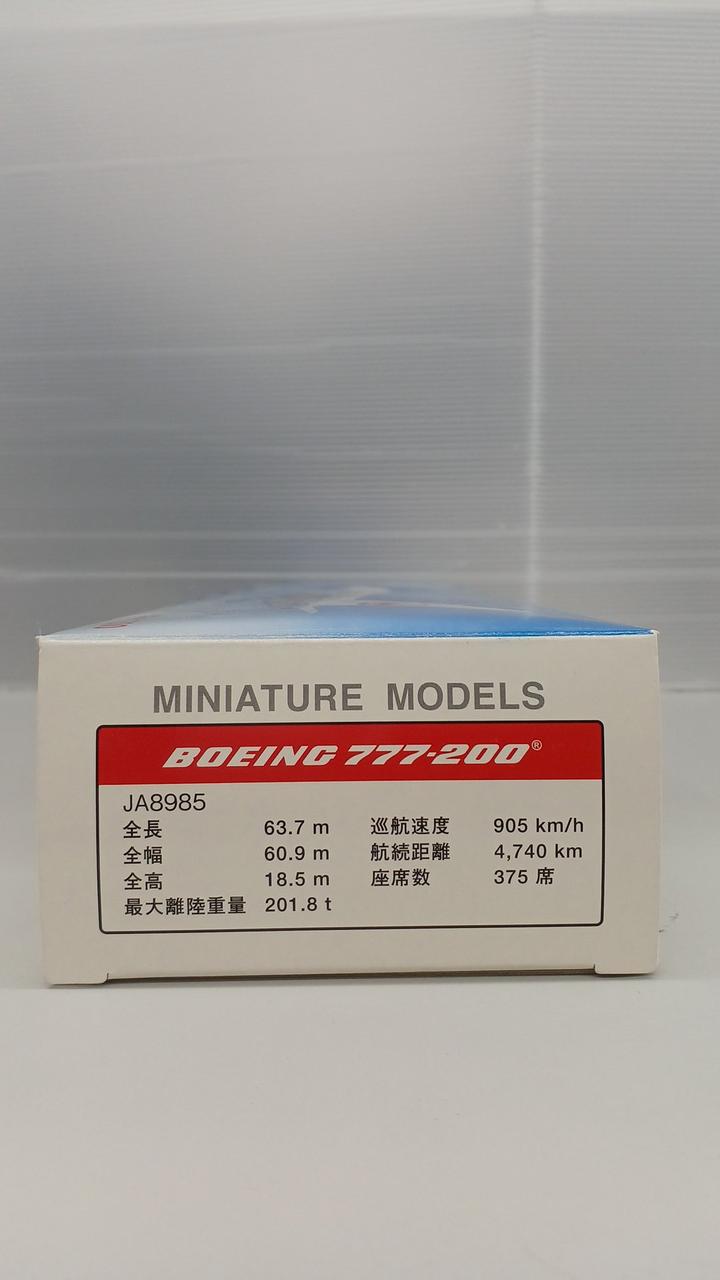 MINIATURE MODELS
BOEING 777-200®
JA8985
全長 63.7 m 巡航速度 905 km/h
全幅 60.9 m 航続距離 4,740 km
全高 18.5 m 座席数 375 席
最大離陸重量 201.8 t